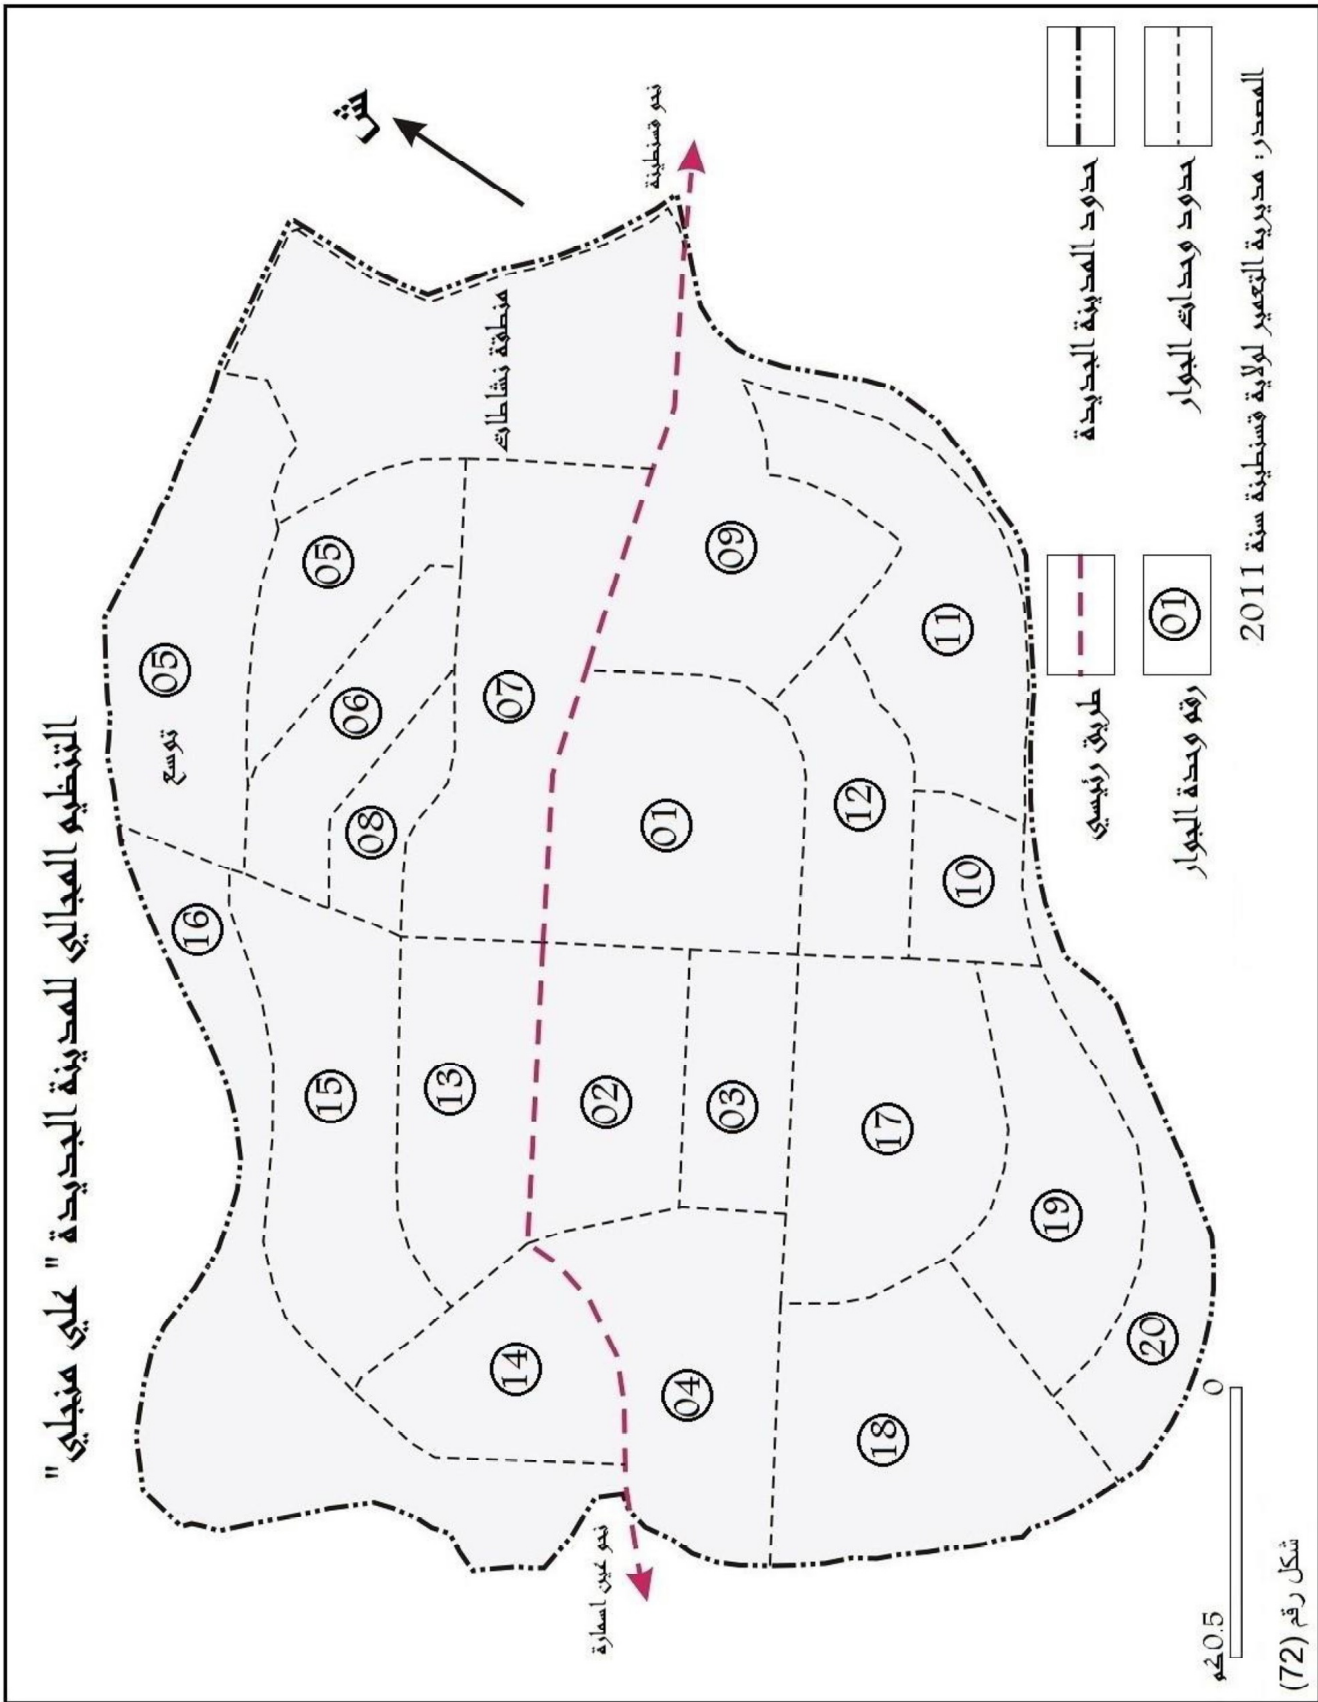 التنظيم المجالي للمدينة الجديدة " علي منجلي"
ش
نحو قسنطينة
منطقة نشاطات
05
توسع
05
06
07
08
09
11
01
12
10
16
15
13
02
03
17
19
14
04
18
20
نحو عين اسمارة
حدود المدينة الجديدة
حدود وحدات الجوار
طريق رئيسي
01
رقم وحدة الجوار
المصدر: مديرية التعمير لولاية قسنطينة سنة 2011
0
20.5كم
شكل رقم (72)